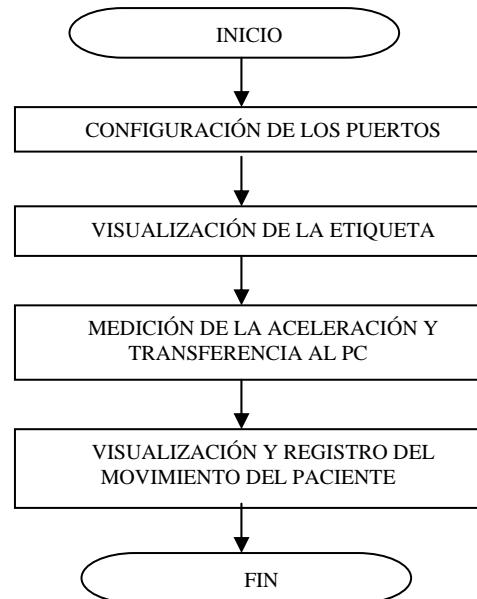 INICIO
CONFIGURACIÓN DE LOS PUERTOS
VISUALIZACIÓN DE LA ETIQUETA
MEDICIÓN DE LA ACELERACIÓN Y
TRANSFERENCIA AL PC
VISUALIZACIÓN Y REGISTRO DEL
MOVIMIENTO DEL PACIENTE
FIN